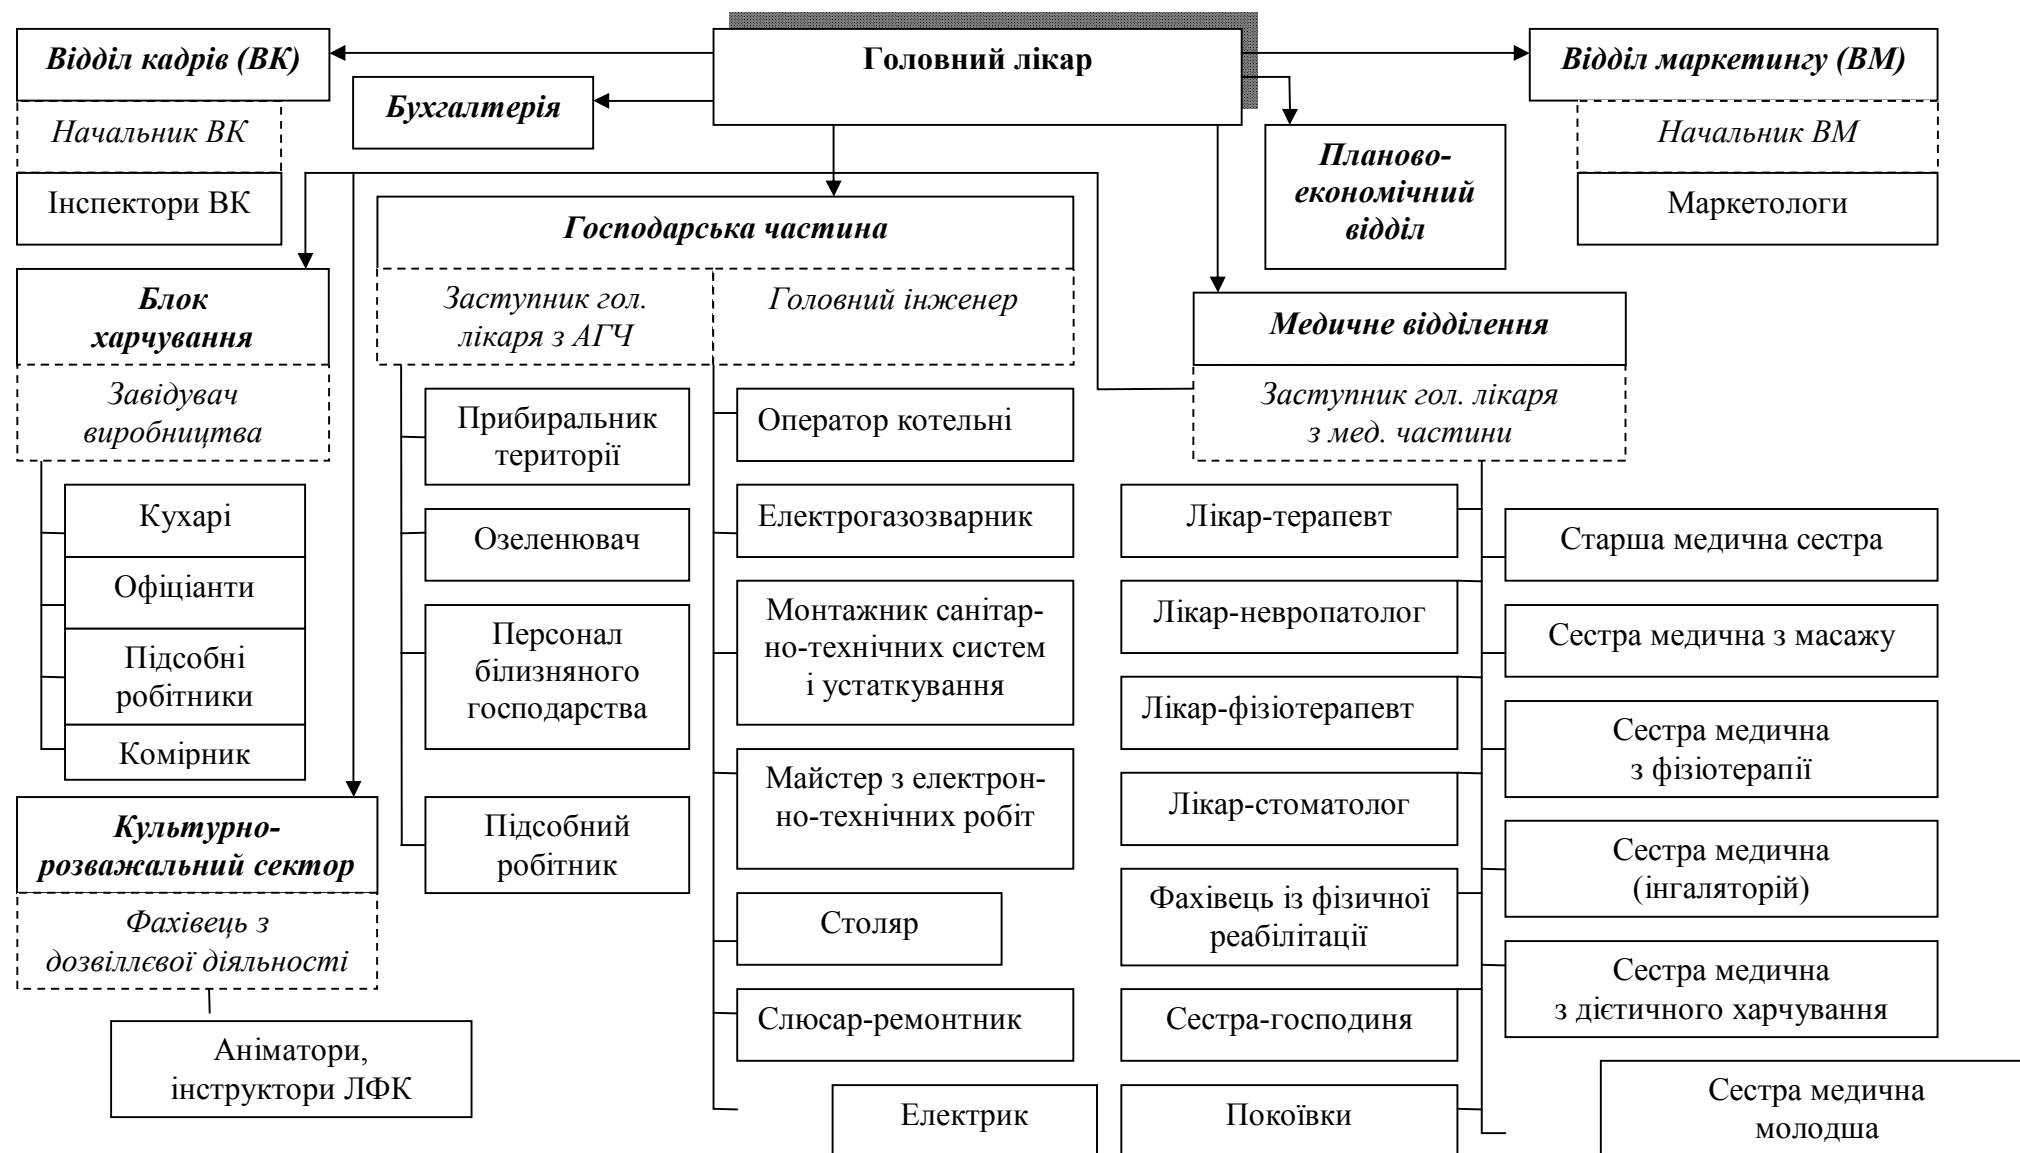 Відділ кадрів (ВК)
Головний лікар
Відділ маркетингу (ВМ)
Бухгалтерія
Начальник ВК
Інспектори ВК
Планово-
економічний
відділ
Начальник ВМ
Маркетологи
Господарська частина
Заступник гол.
лікаря з АГЧ
Головний інженер
Блок
харчування
Завідувач
виробництва
Кухарі
Офіціанти
Підсобні
робітники
Комірник
Культурно-
розважальний сектор
Фахівець з
дозвіллєвої діяльності
Аніматори,
інструктори ЛФК
Прибиральник
території
Озеленювач
Персонал
білизняного
господарства
Підсобний
робітник
Оператор котельні
Електрогазозварник
Монтажник санітар-
но-технічних систем
і устаткування
Майстер з електрон-
но-технічних робіт
Столяр
Слюсар-ремонтник
Електрик
Медичне відділення
Заступник гол. лікаря
з мед. частини
Лікар-терапевт
Лікар-невропатолог
Лікар-фізіотерапевт
Лікар-стоматолог
Фахівець із фізичної
реабілітації
Сестра-господиня
Покоївки
Старша медична сестра
Сестра медична з масажу
Сестра медична
з фізіотерапії
Сестра медична
(інгаляторій)
Сестра медична
з дієтичного харчування
Сестра медична
молодша